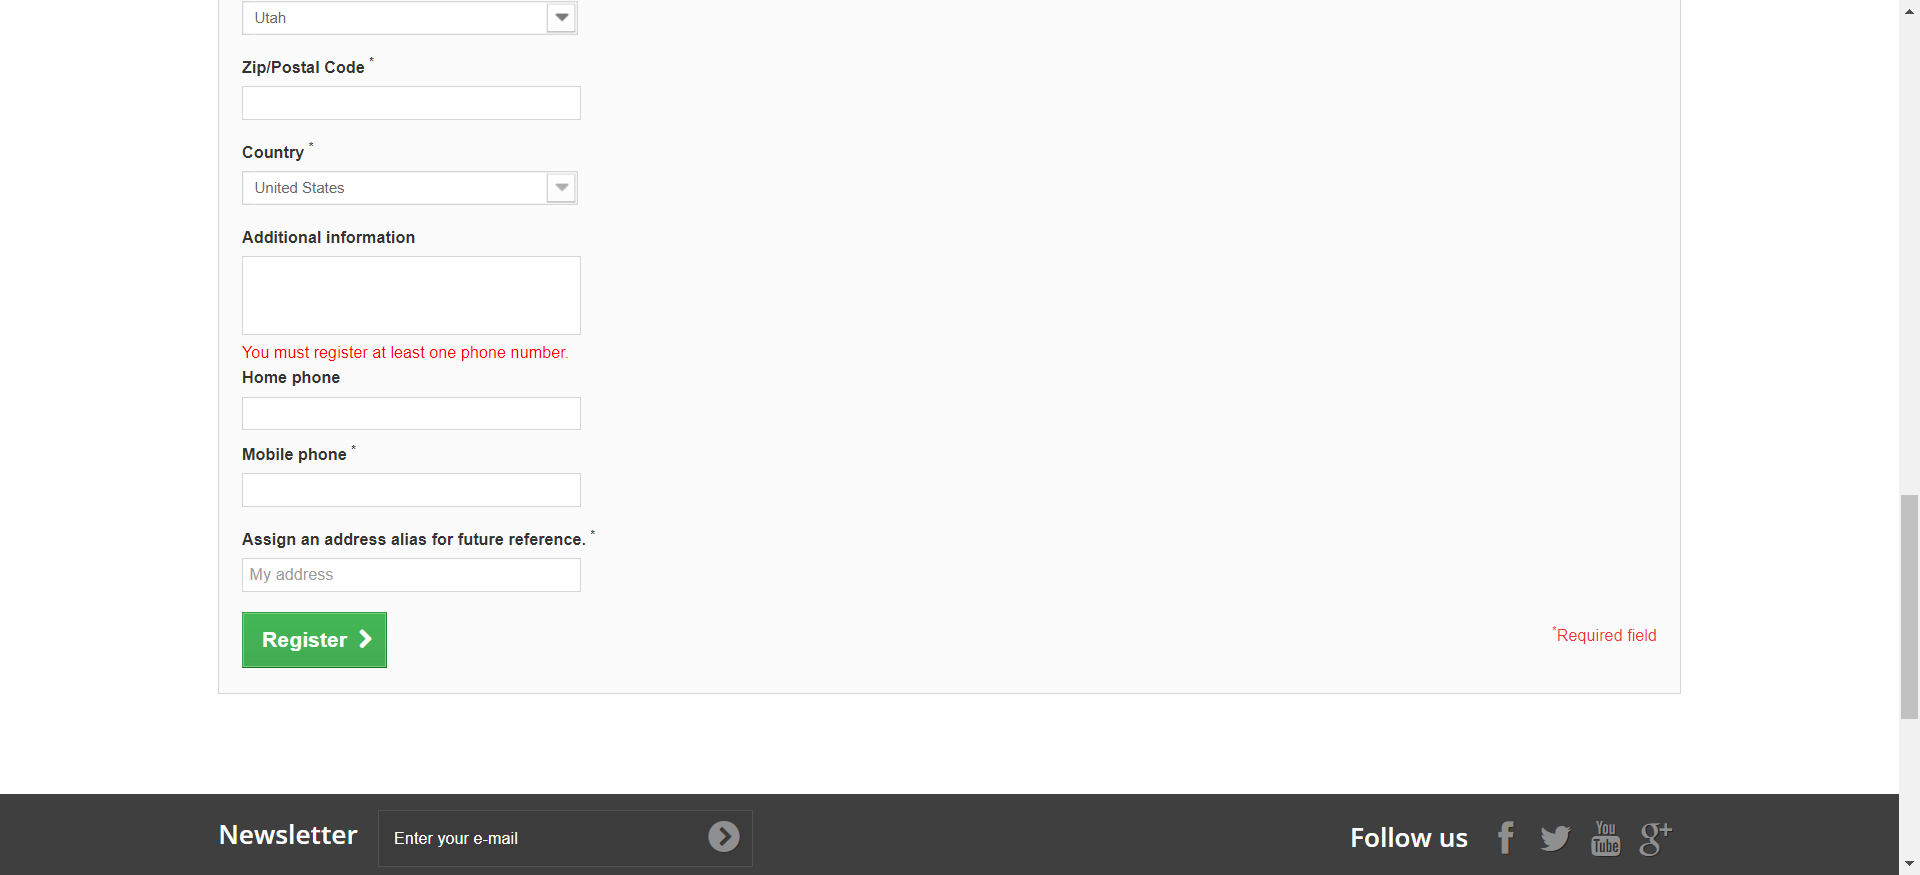 Utah
Zip/Postal Code *
Country *
United States
Additional information
You must register at least one phone number.
Home phone
Mobile phone *
Assign an address alias for future reference. *
My address
Register
*Required field
Newsletter
Enter your e-mail
Follow us
You
Tube
g+